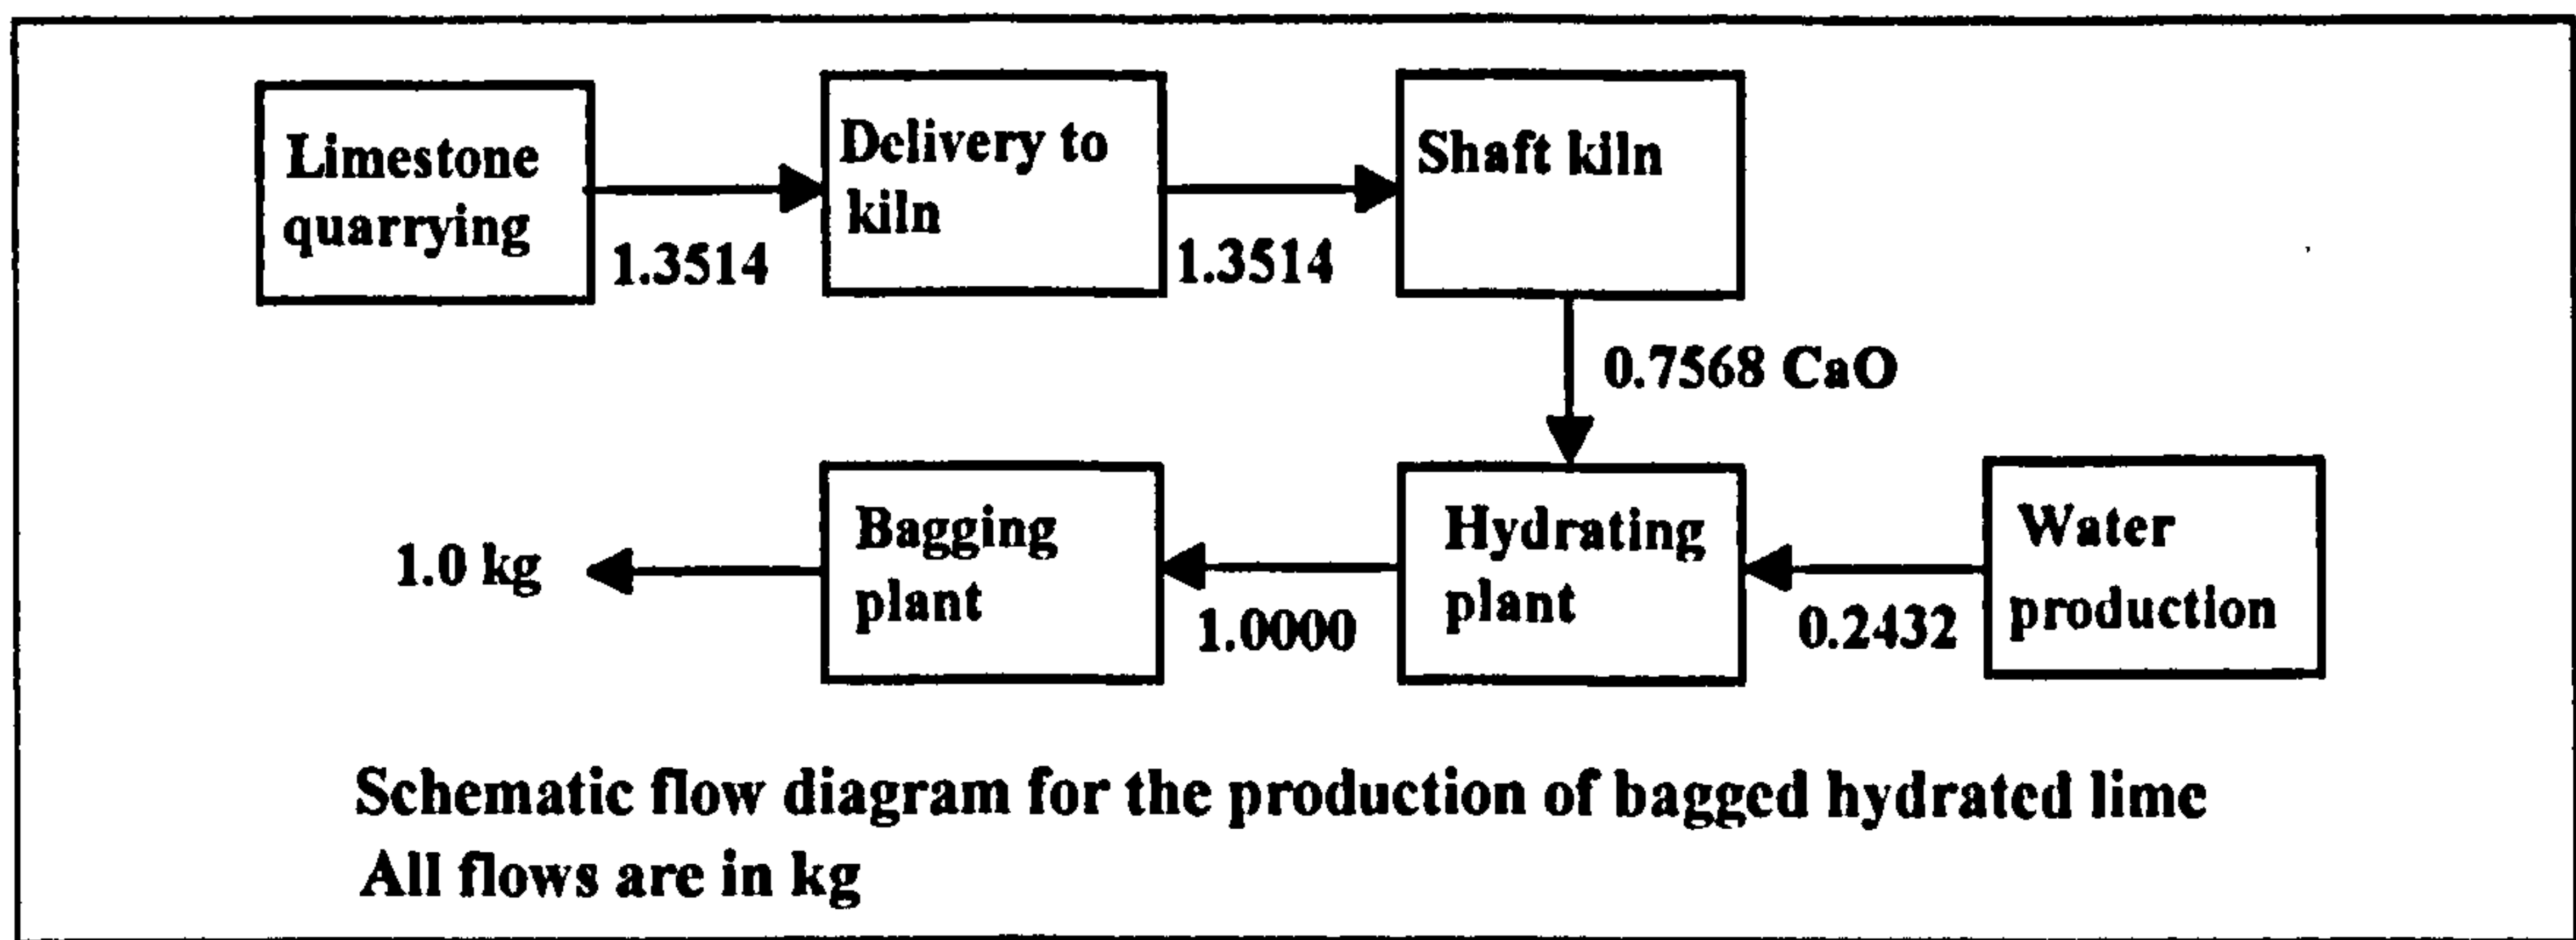 Limestone
quarrying
1.3514
Delivery to
kiln
1.3514
Shaft kiln
0.7568 CaO
1.0 kg
Bagging
plant
1.0000
Hydrating
plant
0.2432
Water
production
Schematic flow diagram for the production of bagged hydrated lime
All flows are in kg